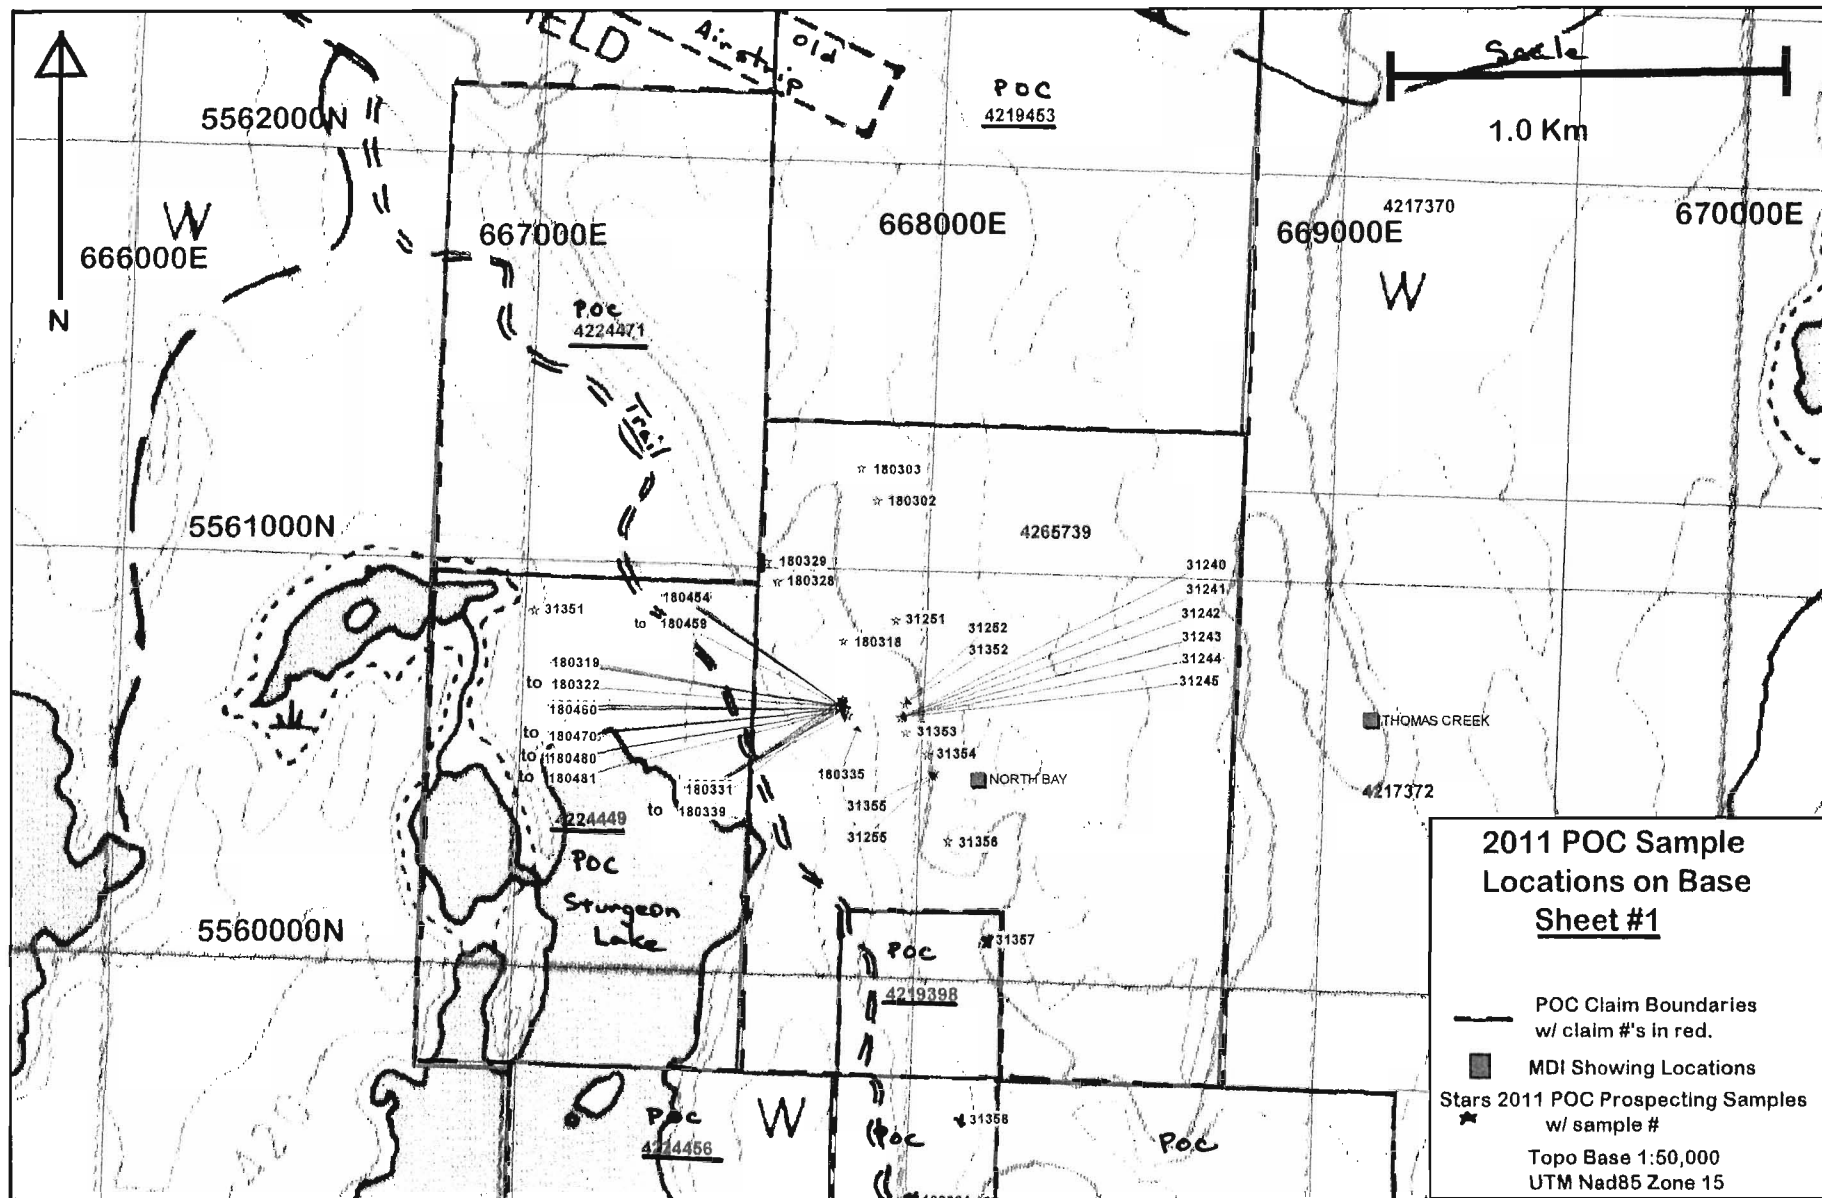 IELD
Airstrip
old
POC
4219453
Scale
1.0 Km
5562000N
W
666000E
667000E
668000E
4217370
669000E
670000E
W
N
POC
4224471
Trail
180303
180302
5561000N
4265739
180329
180328
31351
180454
to 180459
31251
180318
31252
31352
31240
31241
31242
31243
31244
31245
180319
to 180322
180460
to 180470
to 180480
to 180481
180331
to 180339
180335
31353
31354
31355
31255
31356
NORTH BAY
THOMAS CREEK
4217372
4224449
POC
Sturgeon
Lake
5560000N
POC
4219398
31357
POC
4224456
W
POC
31358
POC
2011 POC Sample
Locations on Base
Sheet #1
POC Claim Boundaries
w/ claim #'s in red.
MDI Showing Locations
Stars 2011 POC Prospecting Samples
w/ sample #
Topo Base 1:50,000
UTM Nad85 Zone 15